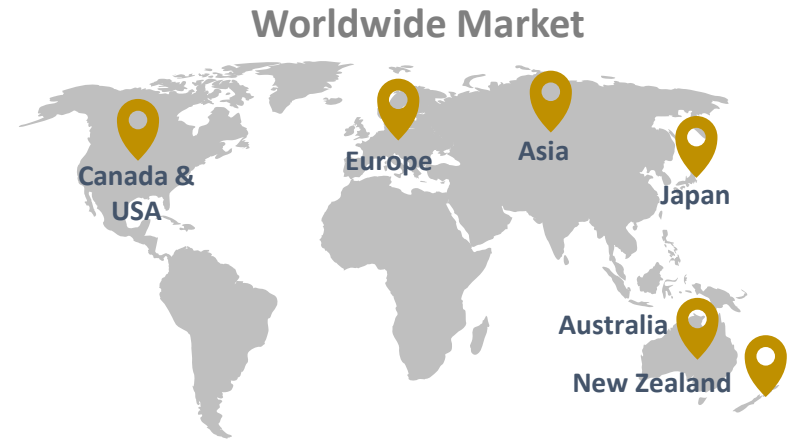 Worldwide Market
Canada &
USA
Europe
Asia
Japan
Australia
New Zealand